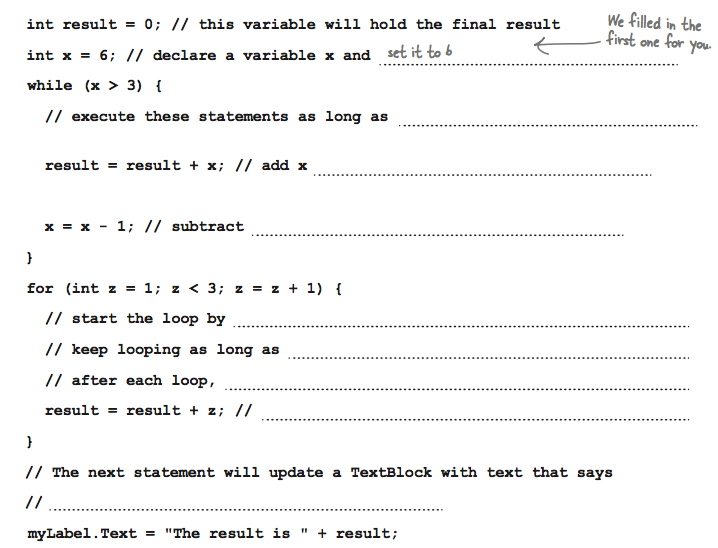 int result = 0; // this variable will hold the final result
We filled in the
first one for you.
int x = 6; // declare a variable x and set it to 6
while (x > 3) {
// execute these statements as long as
result = result + x; // add x
x = x - 1; // subtract
}
for (int z = 1; z < 3; z = z + 1) {
// start the loop by
// keep looping as long as
// after each loop,
result = result + z; //
}
// The next statement will update a TextBlock with text that says
//
myLabel.Text = "The result is " + result;